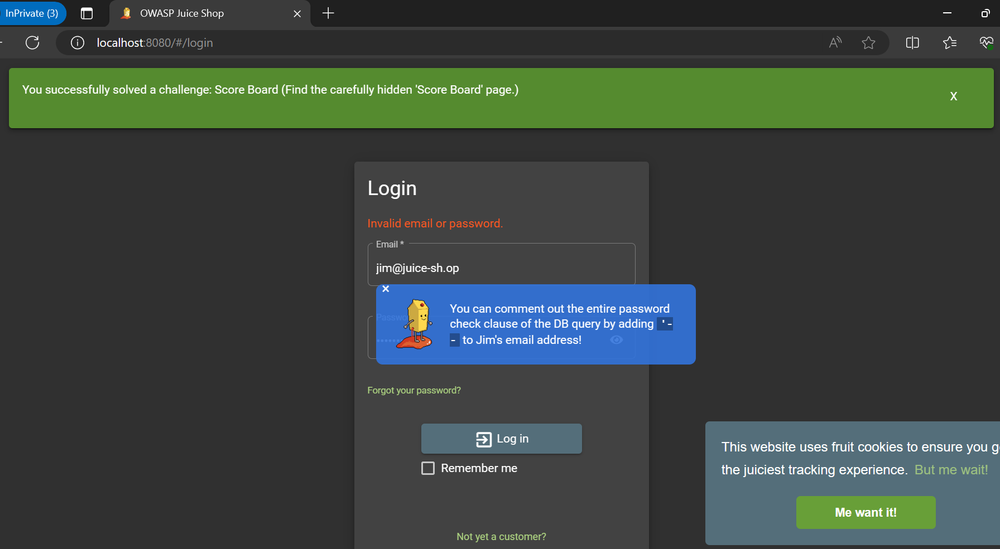 InPrivate (3)
OWASP Juice Shop
localhost:8080/#/login
You successfully solved a challenge: Score Board (Find the carefully hidden 'Score Board' page.)
X
Login
Invalid email or password.
Email *
jim@juice-sh.op
You can comment out the entire password
check clause of the DB query by adding '-
- to Jim's email address!
Forgot your password?
Log in
Remember me
Not yet a customer?
This website uses fruit cookies to ensure you g
the juiciest tracking experience. But me wait!
Me want it!